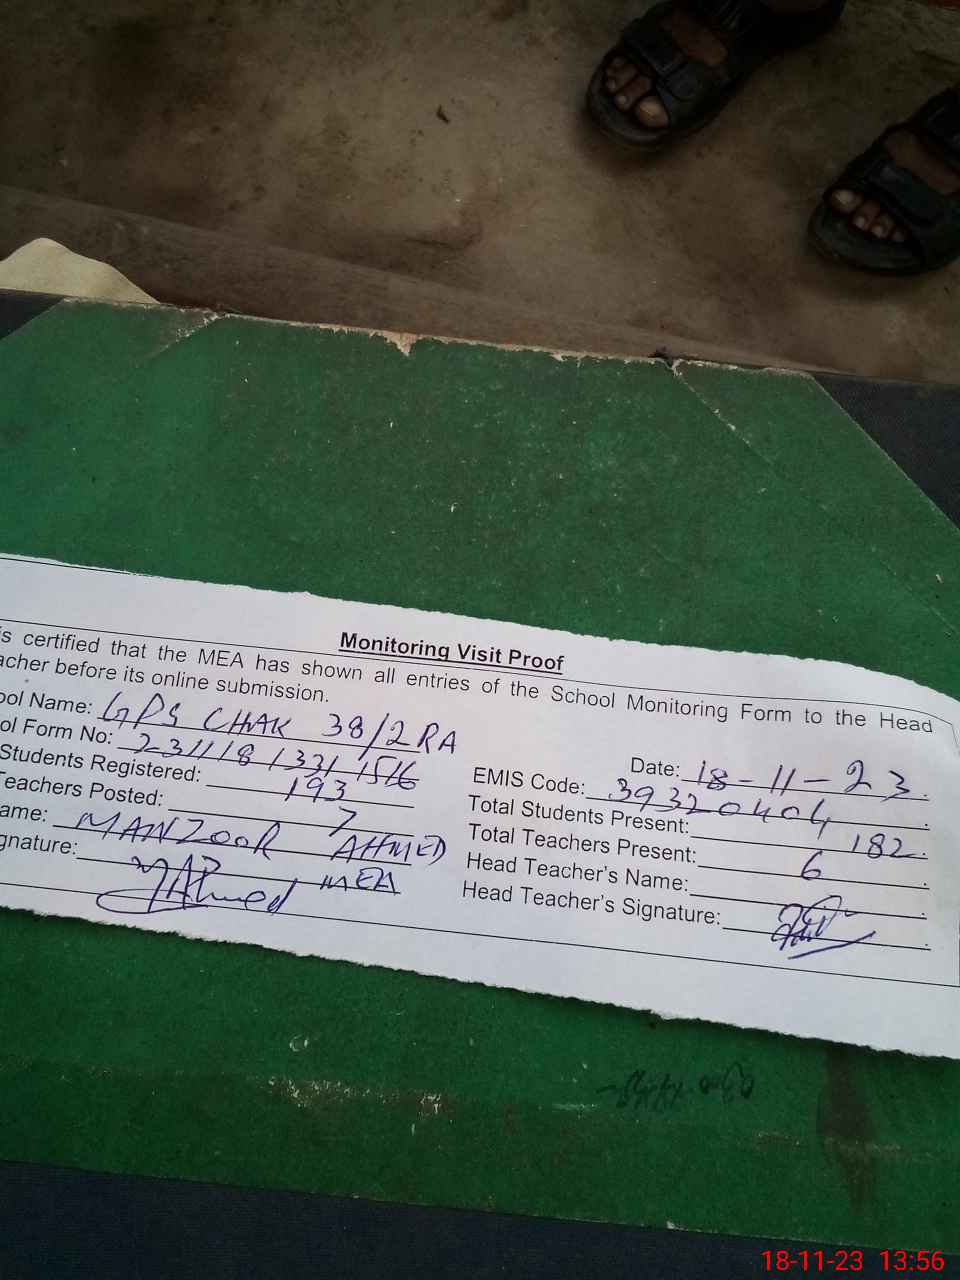 Monitoring Visit Proof
is certified that the MEA has shown all entries of the School Monitoring Form to the Head
acher before its online submission.
Date: 18-11-23
ool Name: GPS CHAK 38/2RA
EMIS Code: 39320404
ol Form No: 231118 1331 1516
Total Students Present: 182
Students Registered: 193
Total Teachers Present: 6
Teachers Posted: 7
Head Teacher's Name:
ame: MANZOOR AHMED
MEA
Head Teacher's Signature:
gnature: Ahmed
18-11-23 13:56